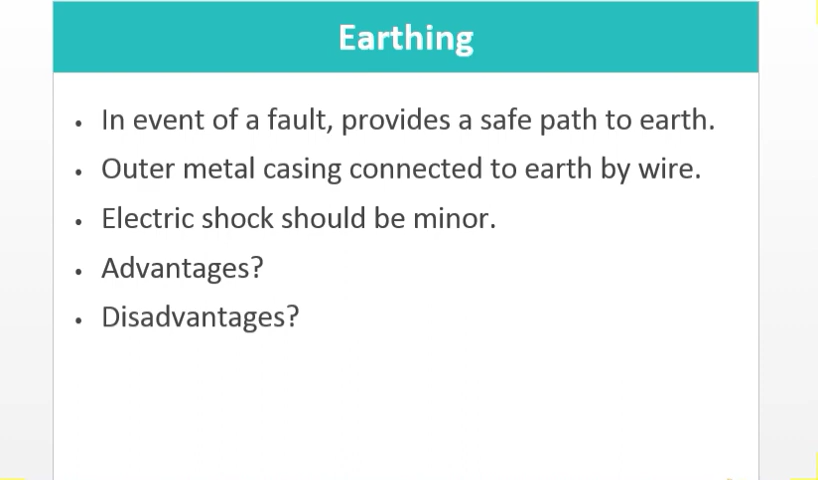 Earthing
• In event of a fault, provides a safe path to earth.
• Outer metal casing connected to earth by wire.
• Electric shock should be minor.
• Advantages?
• Disadvantages?